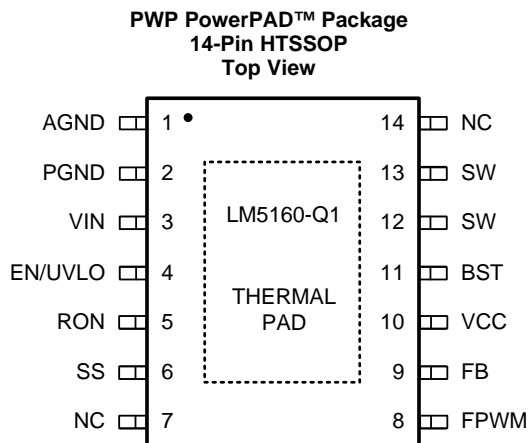 PWP PowerPAD™ Package
14-Pin HTSSOP
Top View
AGND 1 14 NC
PGND 2 13 SW
LM5160-Q1
VIN 3 12 SW
EN/UVLO 4 11 BST
THERMAL
PAD
RON 5 10 VCC
SS 6 9 FB
NC 7 8 FPWM